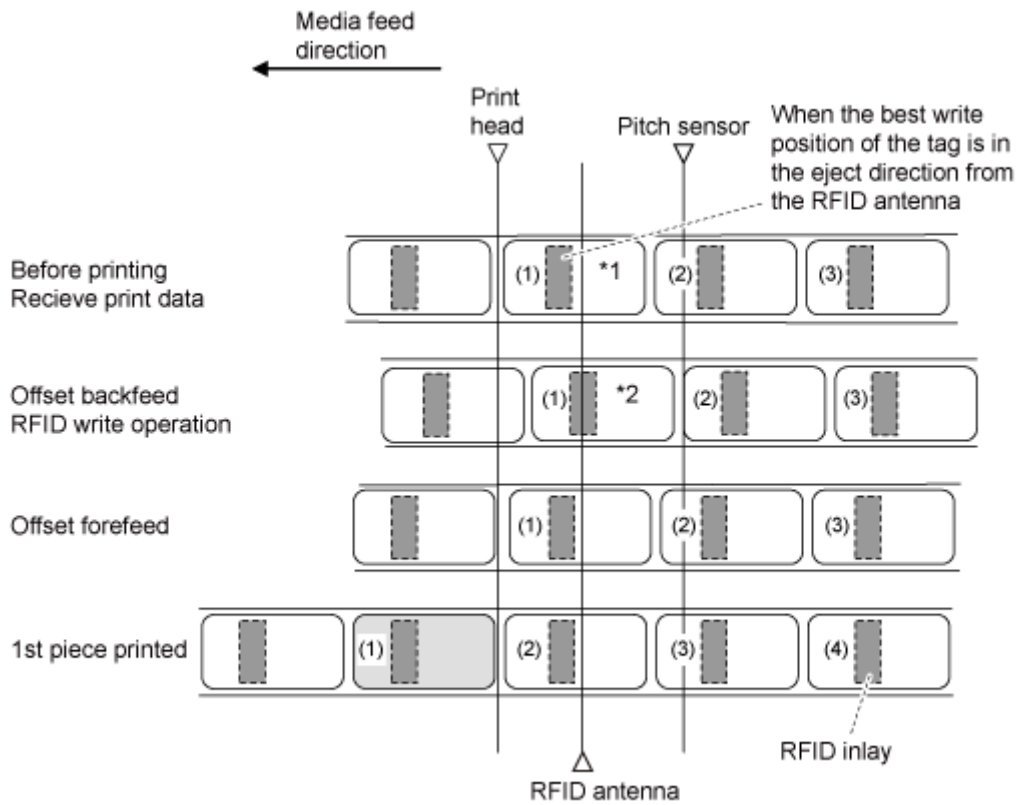 Media feed
direction
Print
head
Pitch sensor
When the best write
position of the tag is in
the eject direction from
the RFID antenna
Before printing
Recieve print data
(1)
*1
(2)
(3)
Offset backfeed
RFID write operation
(1)
*2
(2)
(3)
Offset forefeed
(1)
(2)
(3)
1st piece printed
(1)
(2)
(3)
(4)
RFID inlay
RFID antenna